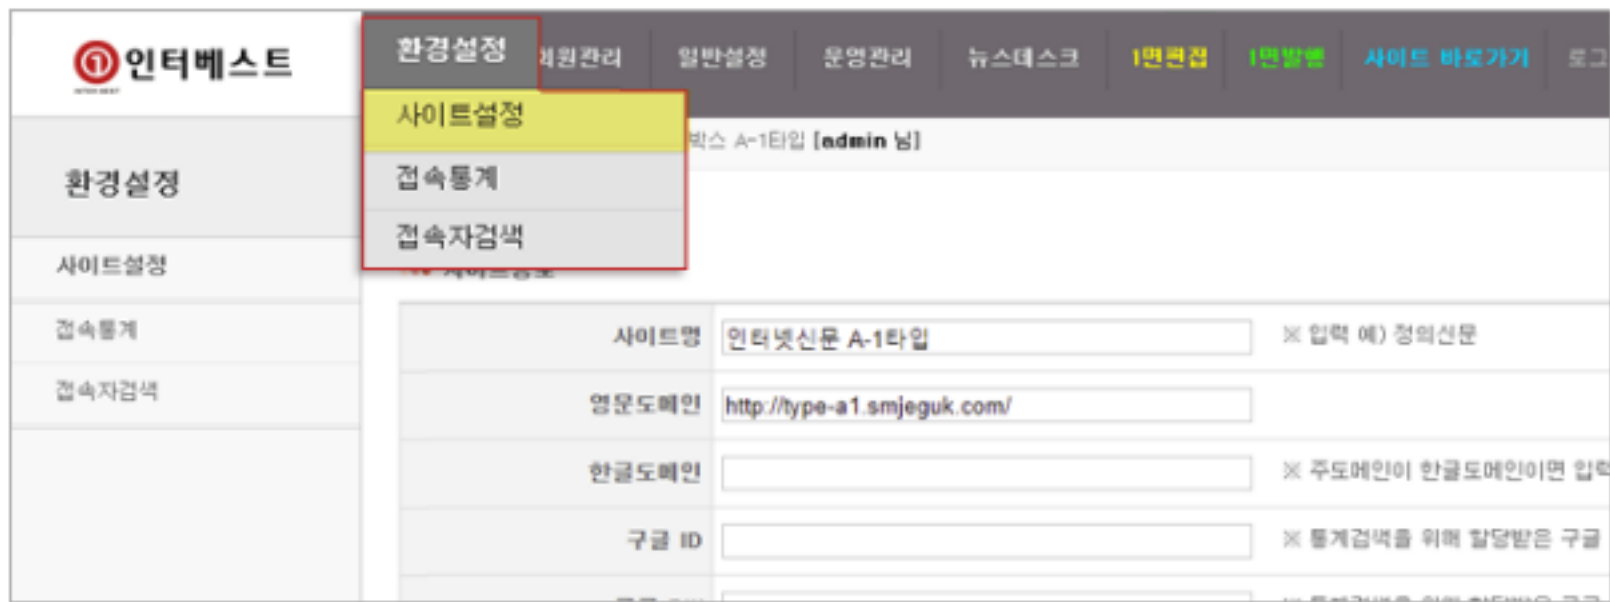 인터베스트
환경설정 회원관리 일반설정 운영관리 뉴스데스크 1면편집 1면발행 사이트 바로가기 로그
사이트설정
접속통계
접속자검색
박스 A-1타입 [admin 님]
환경설정
사이트설정
접속통계
접속자검색
사이트명 인터넷신문 A-1타입 ※ 입력 예) 정의신문
영문도메인 http://type-a1.smjeguk.com/
한글도메인 ※ 주도메인이 한글도메인이면 입력
구글 ID ※ 통계검색을 위해 할당받은 구글